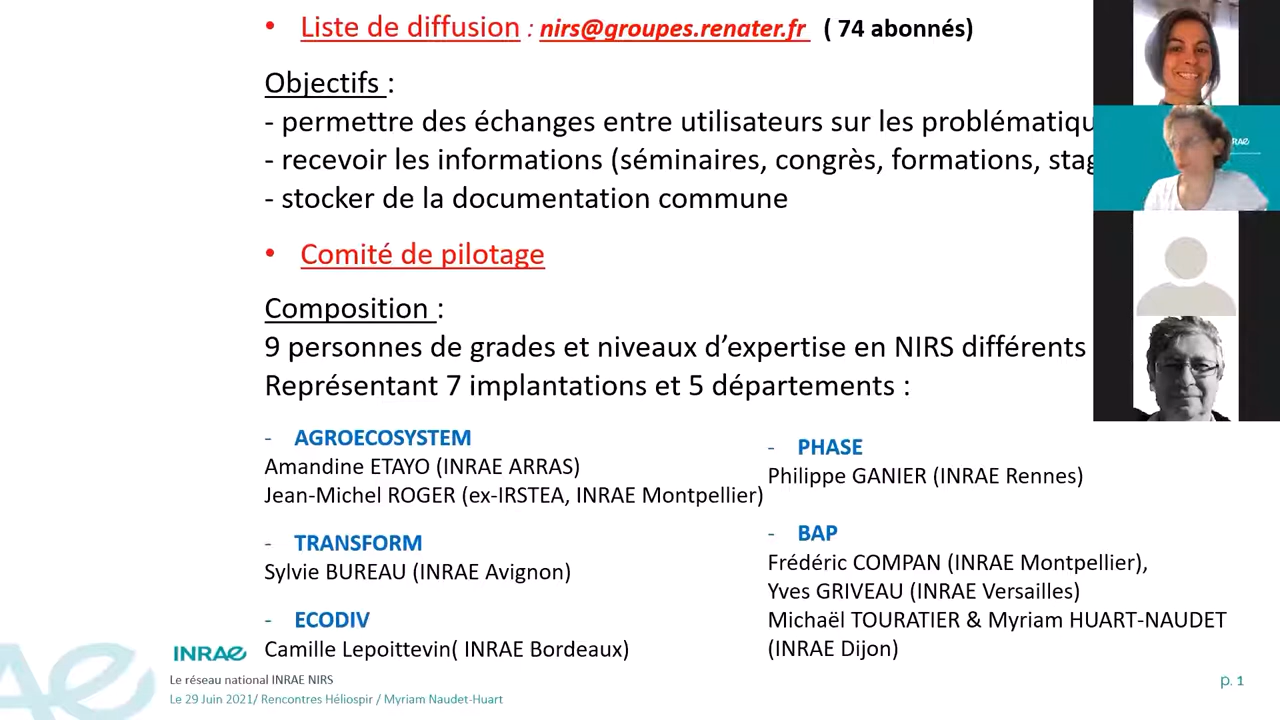 • Liste de diffusion : nirs@groupes.renater.fr ( 74 abonnés)
Objectifs :
- permettre des échanges entre utilisateurs sur les problématiqu
- recevoir les informations (séminaires, congrès, formations, stag
- stocker de la documentation commune
• Comité de pilotage
Composition :
9 personnes de grades et niveaux d’expertise en NIRS différents
Représentant 7 implantations et 5 départements :
- AGROECOSYSTEM
Amandine ETAYO (INRAE ARRAS)
Jean-Michel ROGER (ex-IRSTEA, INRAE Montpellier)
- TRANSFORM
Sylvie BUREAU (INRAE Avignon)
- ECODIV
Camille Lepoittevin( INRAE Bordeaux)
- PHASE
Philippe GANIER (INRAE Rennes)
- BAP
Frédéric COMPAN (INRAE Montpellier),
Yves GRIVEAU (INRAE Versailles)
Michaël TOURATIER & Myriam HUART-NAUDET
(INRAE Dijon)
INRAE
Le réseau national INRAE NIRS
Le 29 Juin 2021/ Rencontres Héliospir / Myriam Naudet-Huart
p. 1